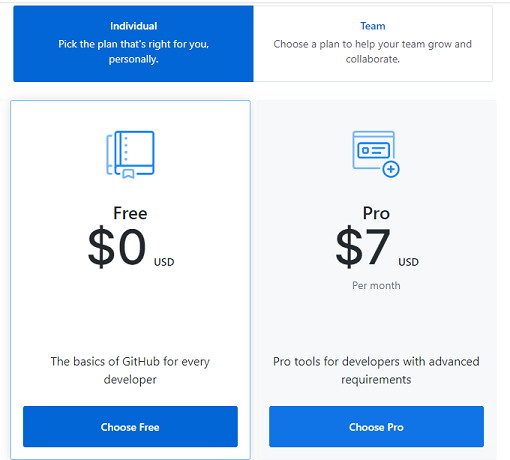 Individual
Pick the plan that's right for you,
personally.
Team
Choose a plan to help your team grow and
collaborate.
Free
$0 USD
The basics of GitHub for every
developer
Choose Free
Pro
$7 USD
Per month
Pro tools for developers with advanced
requirements
Choose Pro